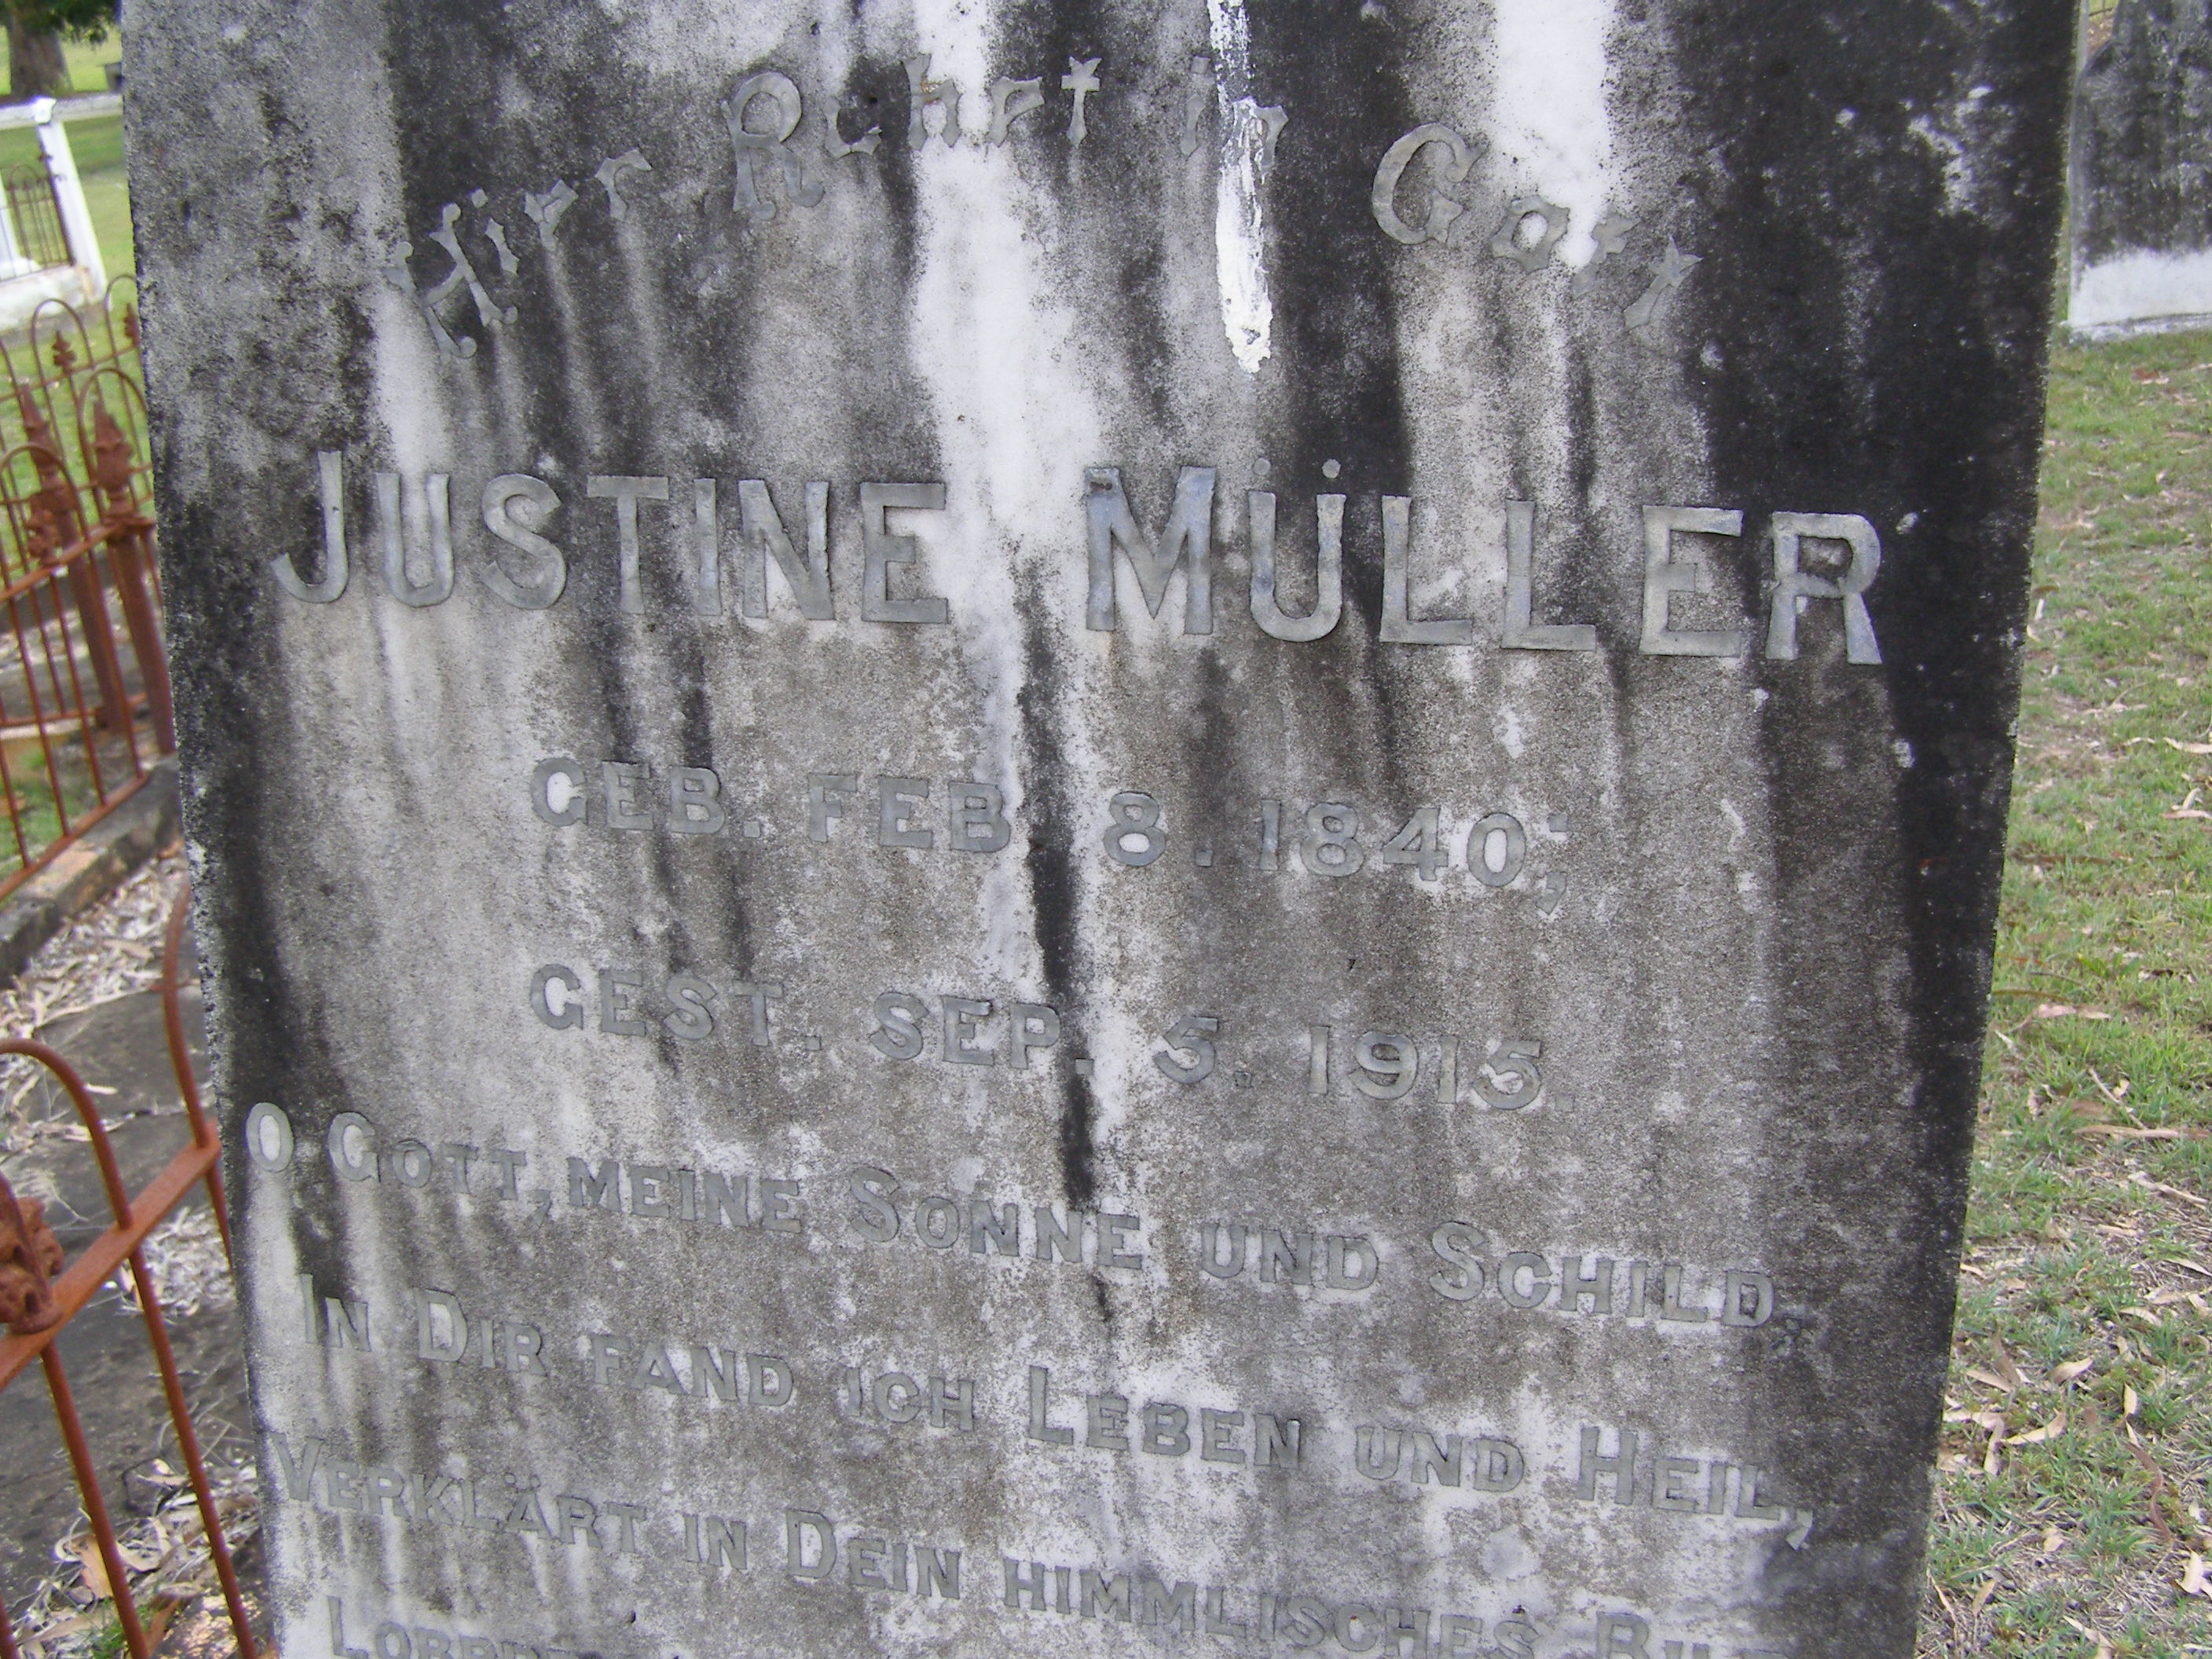 Hier Ruhet in Gott
JUSTINE MÜLLER
GEB. FEB. 8. 1840;
GEST. SEP. 5. 1915.
O GOTT, MEINE SONNE UND SCHILD,
IN DIR FAND ICH LEBEN UND HEIL,
VERKLÄRT IN DEIN HIMMLISCHES BILD